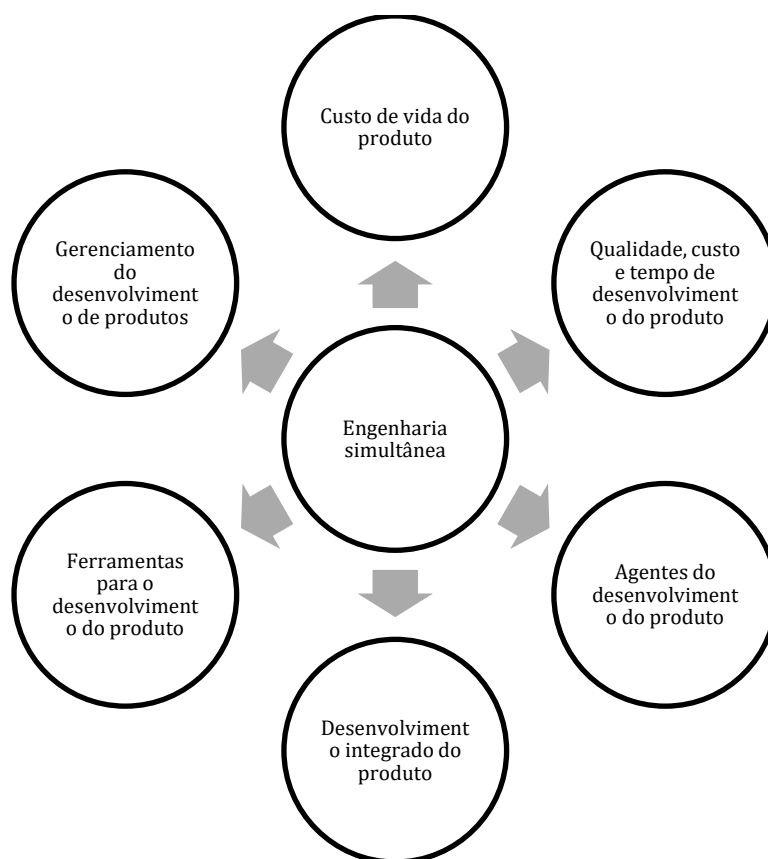 Custo de vida do
produto
Gerenciamento
do
desenvolviment
o de produtos
Qualidade, custo
e tempo de
desenvolviment
o do produto
Engenharia
simultânea
Ferramentas
para o
desenvolviment
o do produto
Agentes do
desenvolviment
o do produto
Desenvolviment
o integrado do
produto